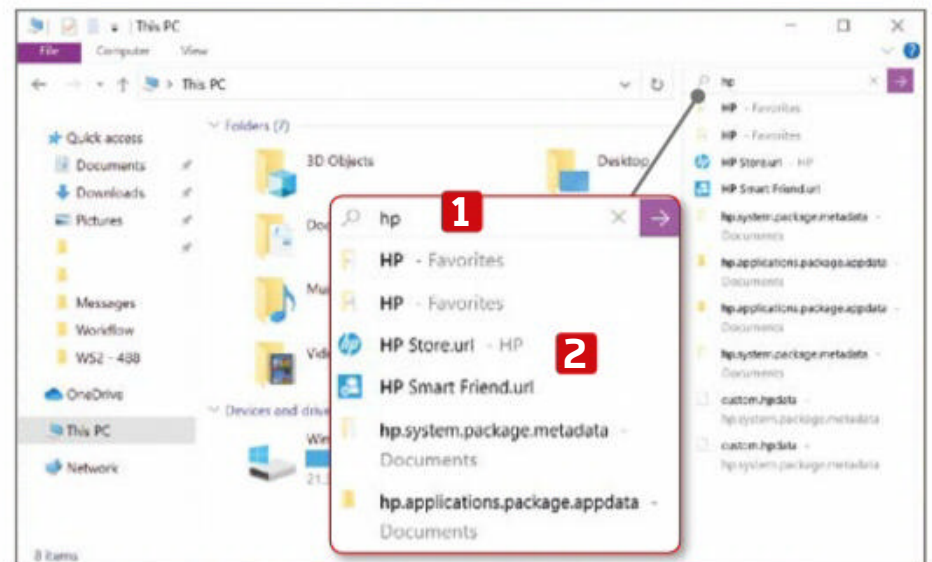 This PC
File Computer View
This PC
hp
Quick access
Documents
Downloads
Pictures
Messages
Workflow
WS2 - 488
OneDrive
This PC
Network
8 items
Folders (7)
3D Objects
Desktop
Devices and drive
HP - Favorites
HP - Favorites
HP Store.url - HP
HP Smart Friend.url
hp.system.package.metadata -
Documents
hp.applications.package.appdata -
Documents
hp.applications.package.appdata -
Documents
hp.system.package.metadata -
Documents
custom.hpdata -
hp.system.package.metadata
custom.hpdata -
hp.system.package.metadata
hp 1
HP - Favorites
HP - Favorites
HP Store.url - HP 2
HP Smart Friend.url
hp.system.package.metadata -
Documents
hp.applications.package.appdata -
Documents